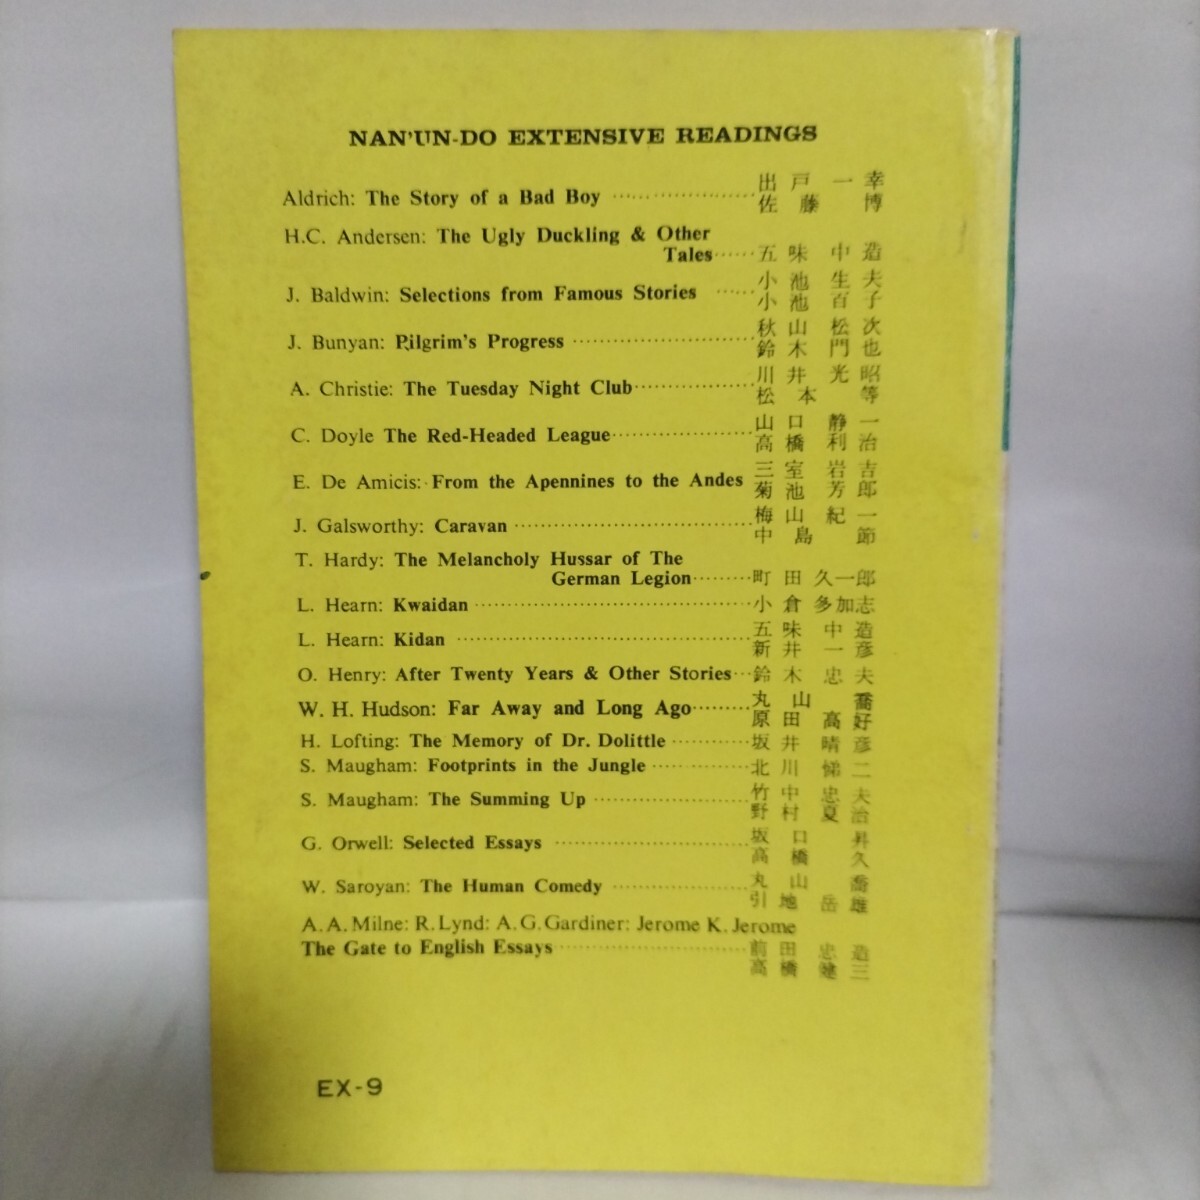 NAN'UN-DO EXTENSIVE READINGS
Aldrich: The Story of a Bad Boy ………………… 出戸一幸
佐藤博
H.C. Andersen: The Ugly Duckling & Other
Tales …… 五味中造
J. Baldwin: Selections from Famous Stories …… 小池生夫
小池百子
J. Bunyan: Pilgrim's Progress ………………… 秋山松次
鈴木門也
A. Christie: The Tuesday Night Club ………………… 川井光昭
松本等
C. Doyle The Red-Headed League ………………… 山口静一
高橋利治
E. De Amicis: From the Apennines to the Andes 三室岩吉
菊池芳郎
J. Galsworthy: Caravan ………………… 梅山紀一
中島節
T. Hardy: The Melancholy Hussar of The
German Legion ……… 町田久一郎
L. Hearn: Kwaidan ………………… 小倉多加志
L. Hearn: Kidan ………………… 五味中造
新井一彦
O. Henry: After Twenty Years & Other Stories … 鈴木忠夫
W. H. Hudson: Far Away and Long Ago ……… 丸山喬
原田高好
H. Lofting: The Memory of Dr. Dolittle ………… 坂井晴彦
S. Maugham: Footprints in the Jungle ………… 北川悌二
S. Maugham: The Summing Up ………………… 竹中忠夫
野村夏治
G. Orwell: Selected Essays ………………… 坂口昇
高橋久
W. Saroyan: The Human Comedy ………………… 丸山喬
引地岳雄
A. A. Milne: R. Lynd: A. G. Gardiner: Jerome K. Jerome
The Gate to English Essays ………………… 前田忠造
高橋健三
EX-9